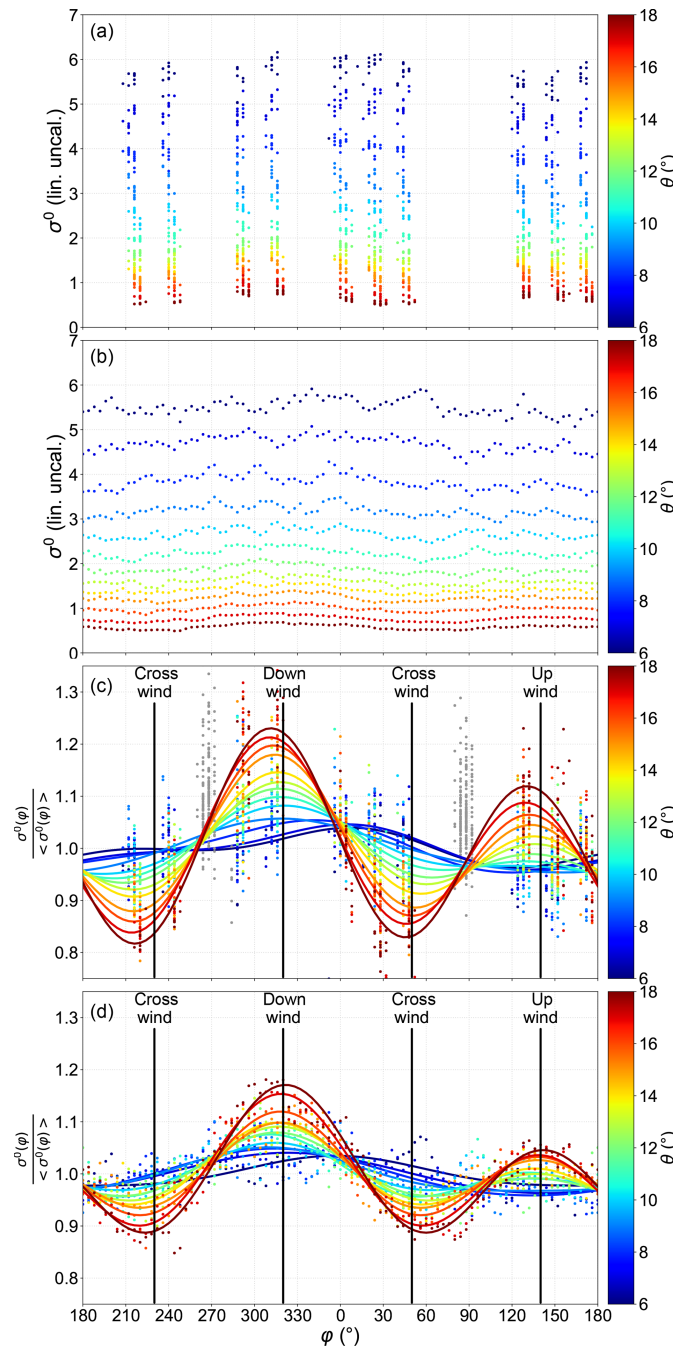 (a)
σ⁰ (lin. uncal.)
7
6
5
4
3
2
1
0
18
16
14
12
10
8
6
θ (°)
(b)
σ⁰ (lin. uncal.)
7
6
5
4
3
2
1
0
18
16
14
12
10
8
6
θ (°)
(c)
Cross wind
Down wind
Cross wind
Up wind
σ⁰(φ)
< σ⁰(φ) >
1.3
1.2
1.1
1.0
0.9
0.8
18
16
14
12
10
8
6
θ (°)
(d)
Cross wind
Down wind
Cross wind
Up wind
σ⁰(φ)
< σ⁰(φ) >
1.3
1.2
1.1
1.0
0.9
0.8
18
16
14
12
10
8
6
θ (°)
180 210 240 270 300 330 0 30 60 90 120 150 180
φ (°)